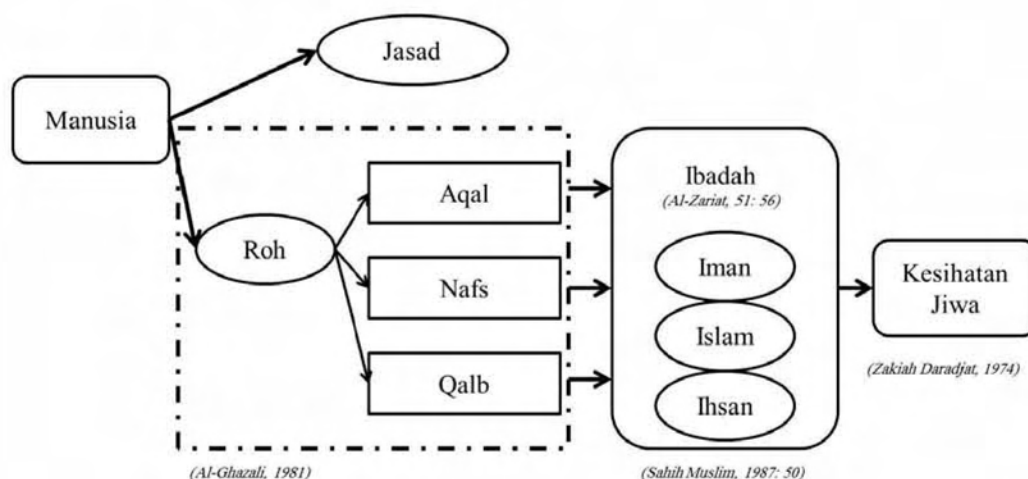 Jasad
Manusia
Roh
Aqal
Nafs
Qalb
Ibadah
(Al-Zariat, 51: 56)
Iman
Islam
Ihsan
Kesihatan
Jiwa
(Zakiah Daradjat, 1974)
(Al-Ghazali, 1981)
(Sahih Muslim, 1987: 50)